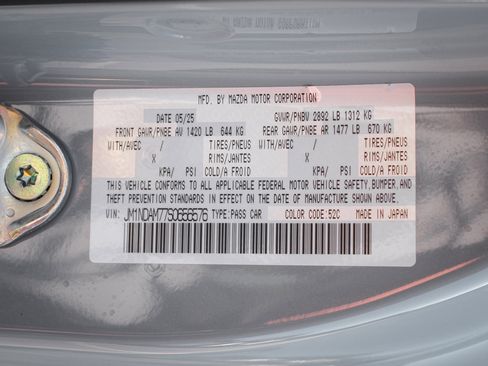 MFD. BY MAZDA MOTOR CORPORATION
DATE 05/25 GVWR/PNBV 2892 LB 1312 KG
FRONT GAWR/PNBE AV 1420 LB 644 KG REAR GAWR/PNBE AR 1477 LB 670 KG
WITH/AVEC / TIRES/PNEUS WITH/AVEC / TIRES/PNEUS
X RIMS/JANTES X RIMS/JANTES
KPA/ PSI COLD/A FROID KPA/ PSI COLD/A FROID
THIS VEHICLE CONFORMS TO ALL APPLICABLE FEDERAL MOTOR VEHICLE SAFETY, BUMPER, AND
THEFT PREVENTION STANDARDS IN EFFECT ON THE DATE OF MANUFACTURE SHOWN ABOVE.
VIN: JM1NDAM77S0656576 TYPE:PASS CAR COLOR CODE:52C MADE IN JAPAN